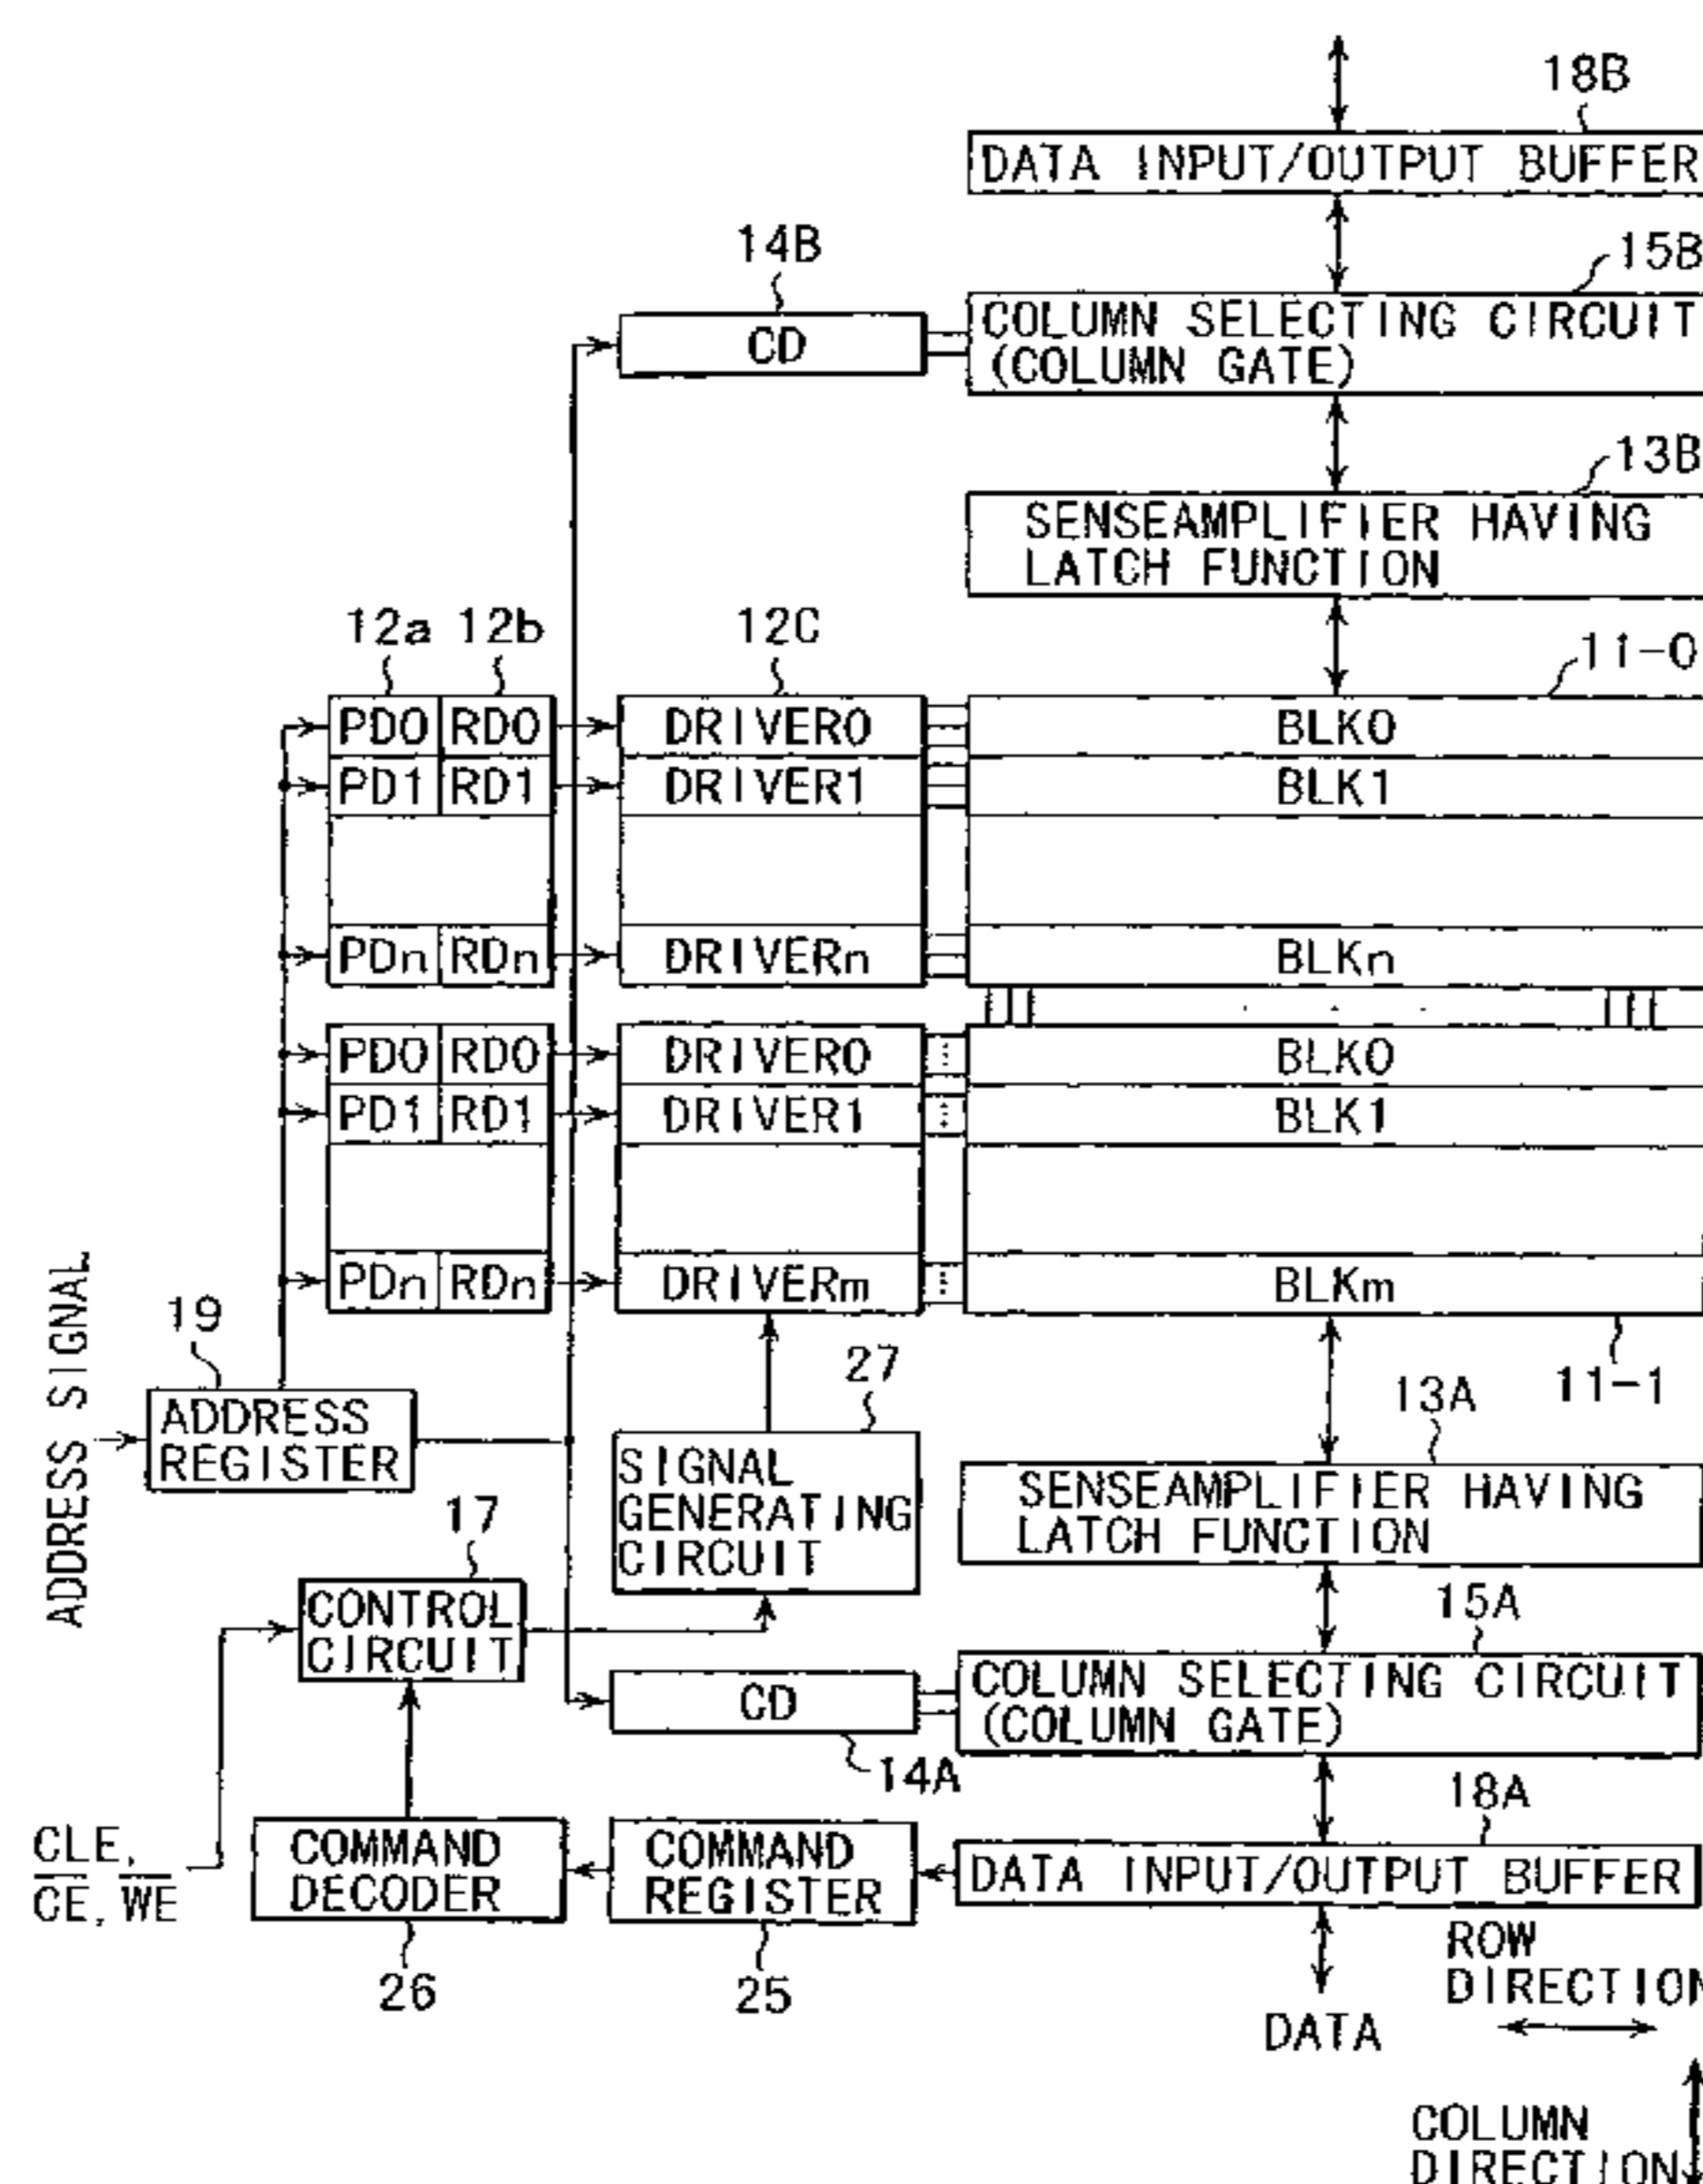 18B
DATA INPUT/OUTPUT BUFFER
14B
15B
CD
COLUMN SELECTING CIRCUIT
(COLUMN GATE)
13B
SENSEAMPLIFIER HAVING
LATCH FUNCTION
12a 12b 12C
11-0
PD0 RD0 DRIVER0 BLK0
PD1 RD1 DRIVER1 BLK1
PDn RDn DRIVERn BLKn
PD0 RD0 DRIVER0 BLK0
PD1 RD1 DRIVER1 BLK1
PDn RDn DRIVERm BLKm
ADDRESS SIGNAL
19
ADDRESS
REGISTER
27
13A
11-1
SIGNAL
GENERATING
CIRCUIT
SENSEAMPLIFIER HAVING
LATCH FUNCTION
17
CONTROL
CIRCUIT
15A
CD
COLUMN SELECTING CIRCUIT
(COLUMN GATE)
14A
18A
CLE,
CE, WE
COMMAND
DECODER
COMMAND
REGISTER
DATA INPUT/OUTPUT BUFFER
26
25
DATA
ROW
DIRECTION
COLUMN
DIRECTION